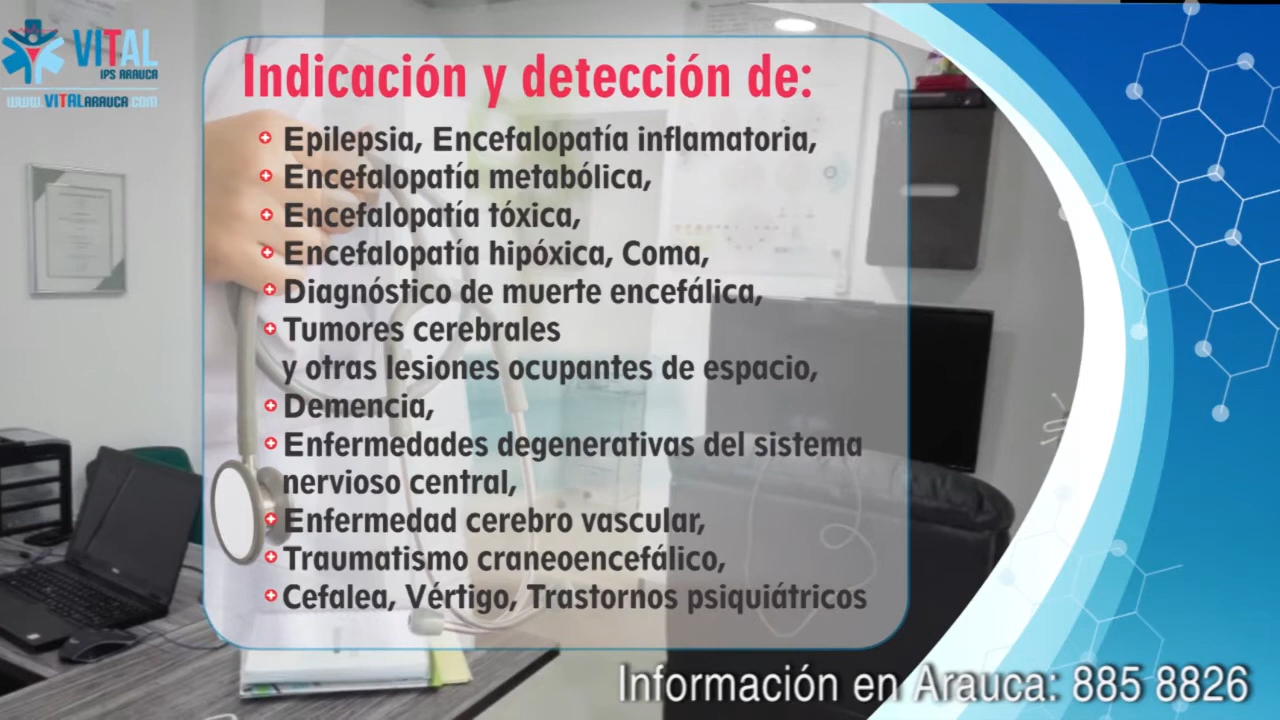 VITAL
IPS ARAUCA
www.VITALARAUCA.COM
Indicación y detección de:
Epilepsia, Encefalopatía inflamatoria,
Encefalopatía metabólica,
Encefalopatía tóxica,
Encefalopatía hipóxica, Coma,
Diagnóstico de muerte encefálica,
Tumores cerebrales
y otras lesiones ocupantes de espacio,
Demencia,
Enfermedades degenerativas del sistema
nervioso central,
Enfermedad cerebro vascular,
Traumatismo craneoencefálico,
Cefalea, Vértigo, Trastornos psiquiátricos
Información en Arauca: 885 8826